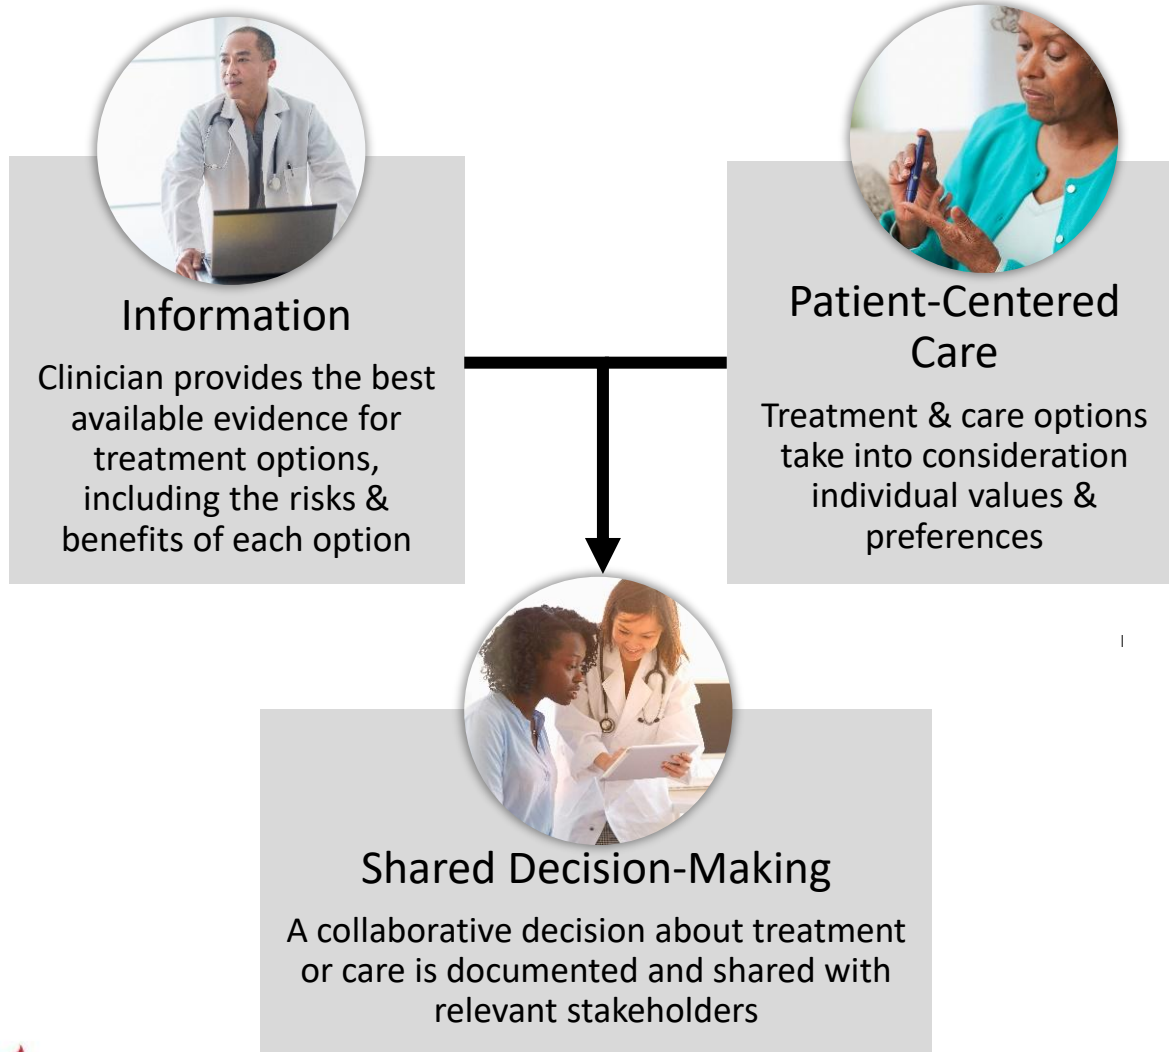 Information
Clinician provides the best
available evidence for
treatment options,
including the risks &
benefits of each option
Patient-Centered
Care
Treatment & care options
take into consideration
individual values &
preferences
Shared Decision-Making
A collaborative decision about treatment
or care is documented and shared with
relevant stakeholders